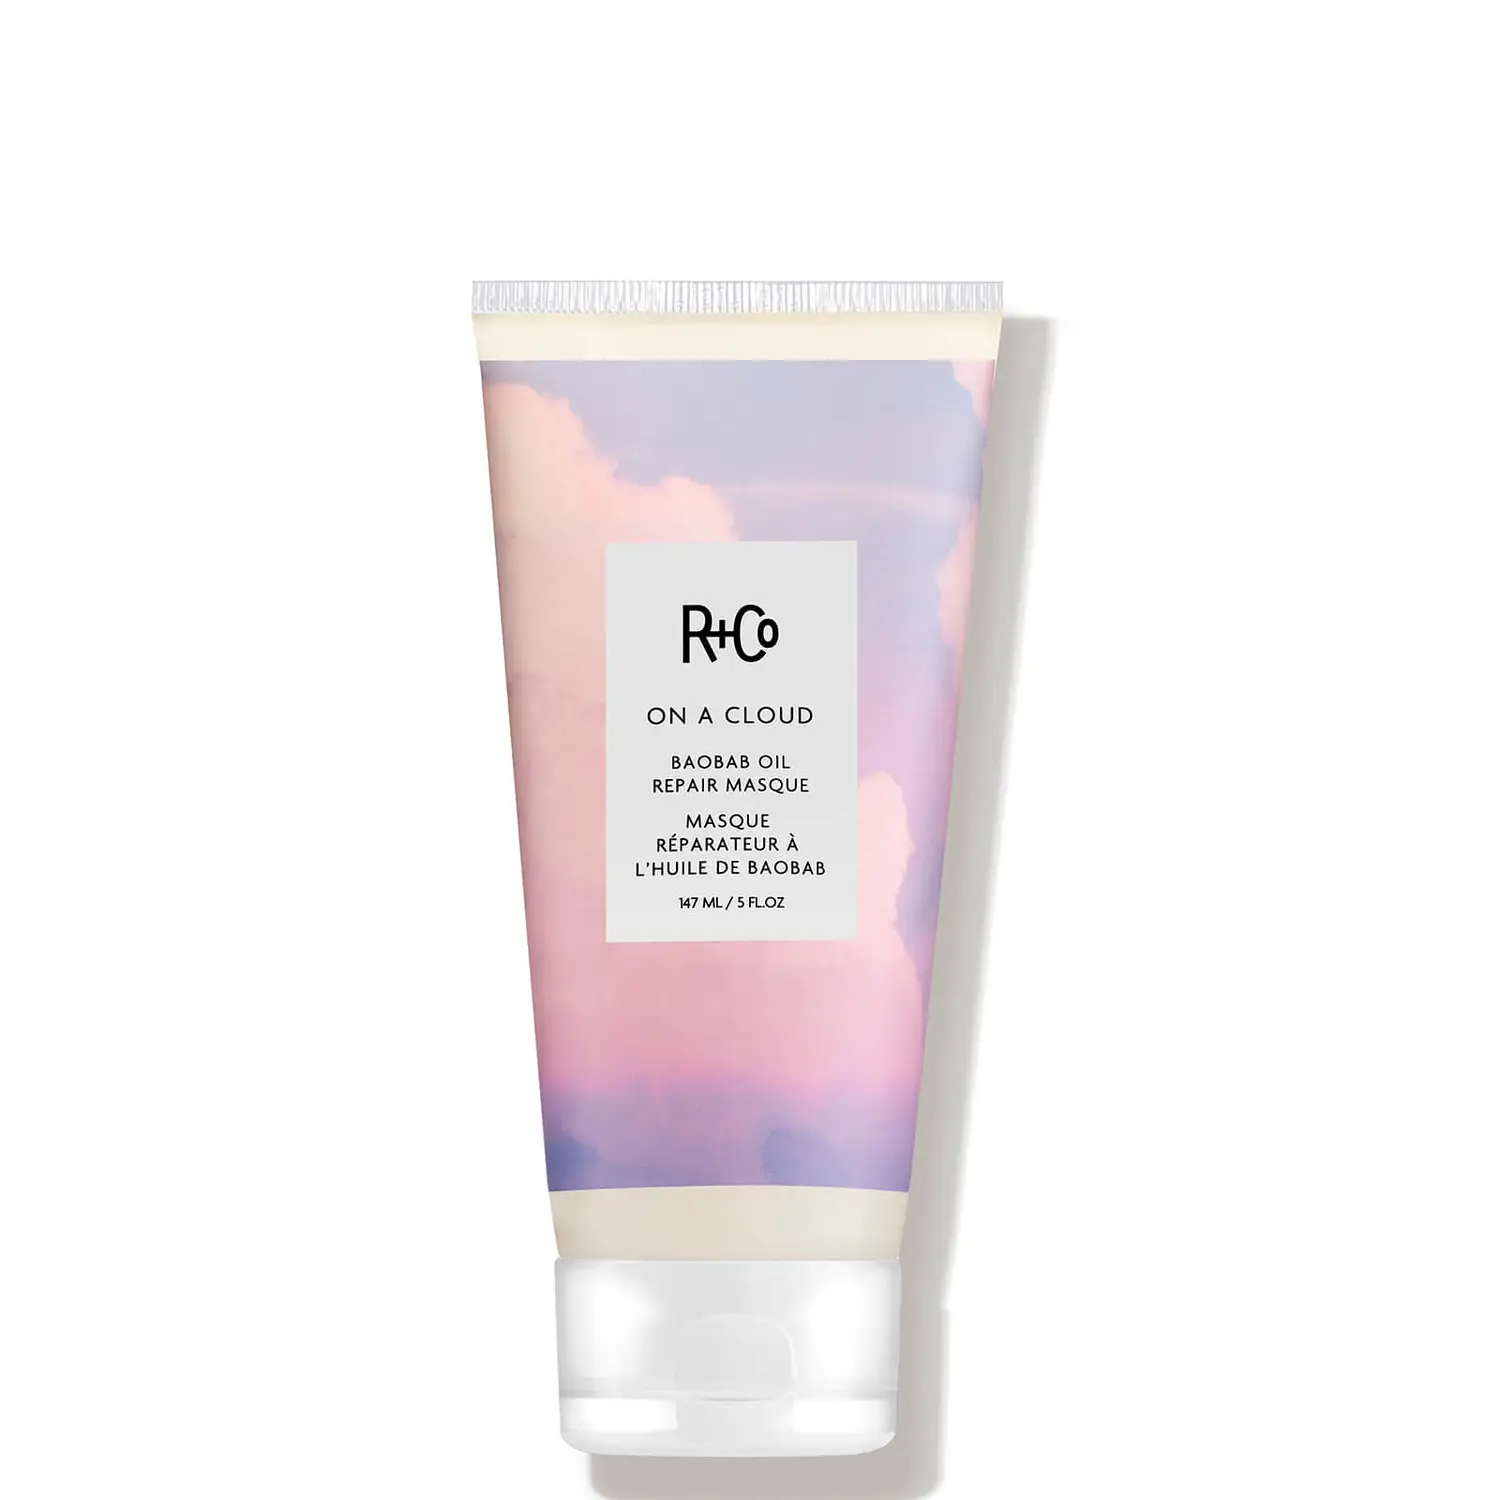 R+Co
ON A CLOUD
BAOBAB OIL
REPAIR MASQUE
MASQUE
RÉPARATEUR À
L'HUILE DE BAOBAB
147 ML / 5 FL.OZ